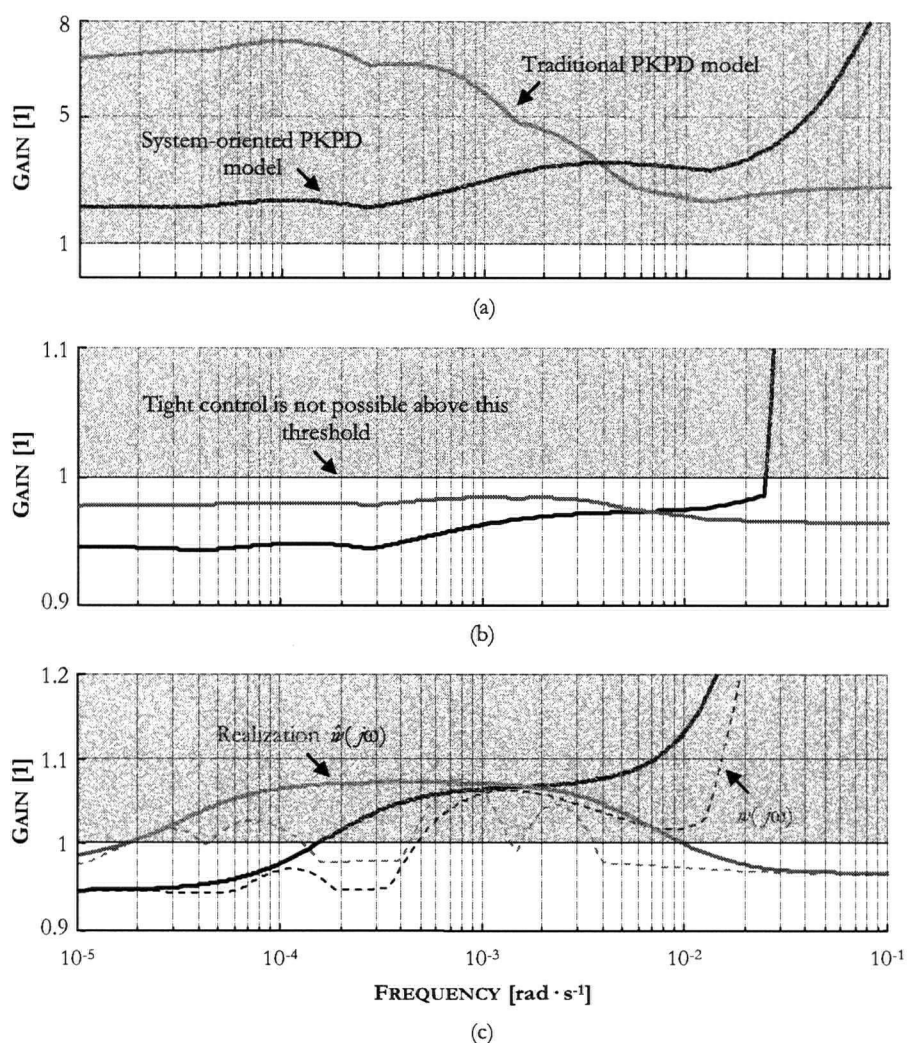 8
5
1
GAIN [1]
Traditional PKPD model
System-oriented PKPD
model
(a)
1.1
1
0.9
GAIN [1]
Tight control is not possible above this
threshold
(b)
1.2
1.1
1
0.9
GAIN [1]
Realization ŵ(jω)
w(jω)
10⁻⁵
10⁻⁴
10⁻³
10⁻²
10⁻¹
FREQUENCY [rad · s⁻¹]
(c)